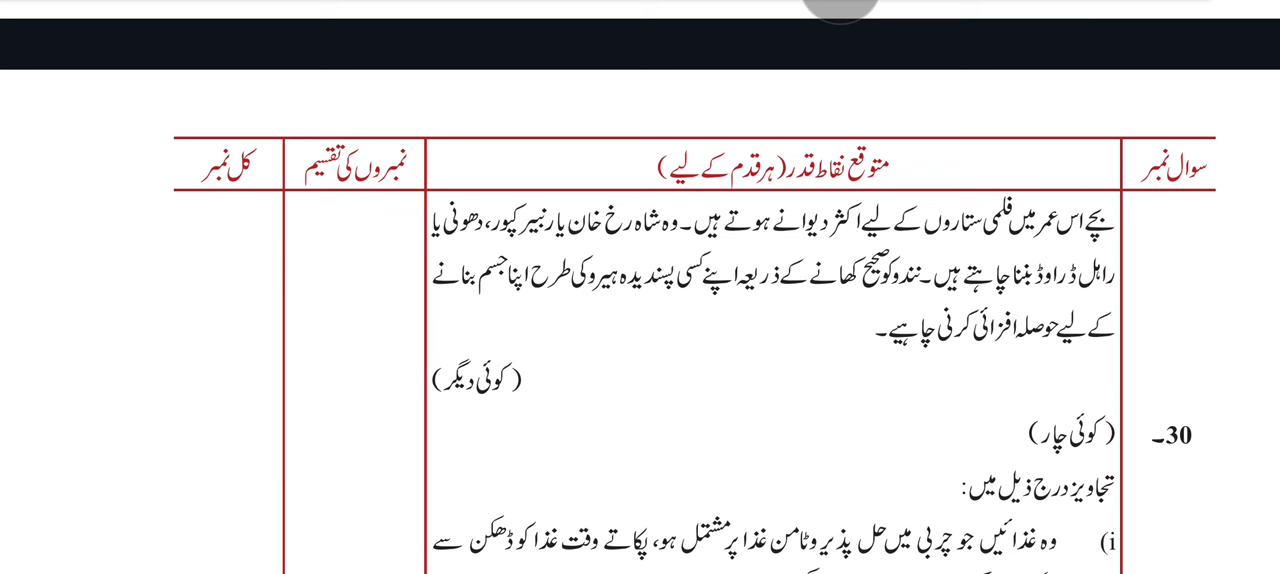 سوال نمبر متوقع نقاط قدر (ہر قدم کے لیے) نمبروں کی تقسیم کل نمبر
بچے اس عمر میں فلمی ستاروں کے لیے اکثر دیوانے ہوتے ہیں۔ وہ شاہ رخ خان یا رنبیر کپور، دھونی یا
راہل ڈراوڈ بننا چاہتے ہیں۔ نندو کو صحیح کھانے کے ذریعہ اپنے کسی پسندیدہ ہیرو کی طرح اپنا جسم بنانے
کے لیے حوصلہ افزائی کرنی چاہیے۔
(کوئی دیگر)
30۔ (کوئی چار)
تجاویز درج ذیل میں:
(i وہ غذائیں جو چربی میں حل پذیر وٹامن غذا پر مشتمل ہو، پکاتے وقت غذا کو ڈھکن سے